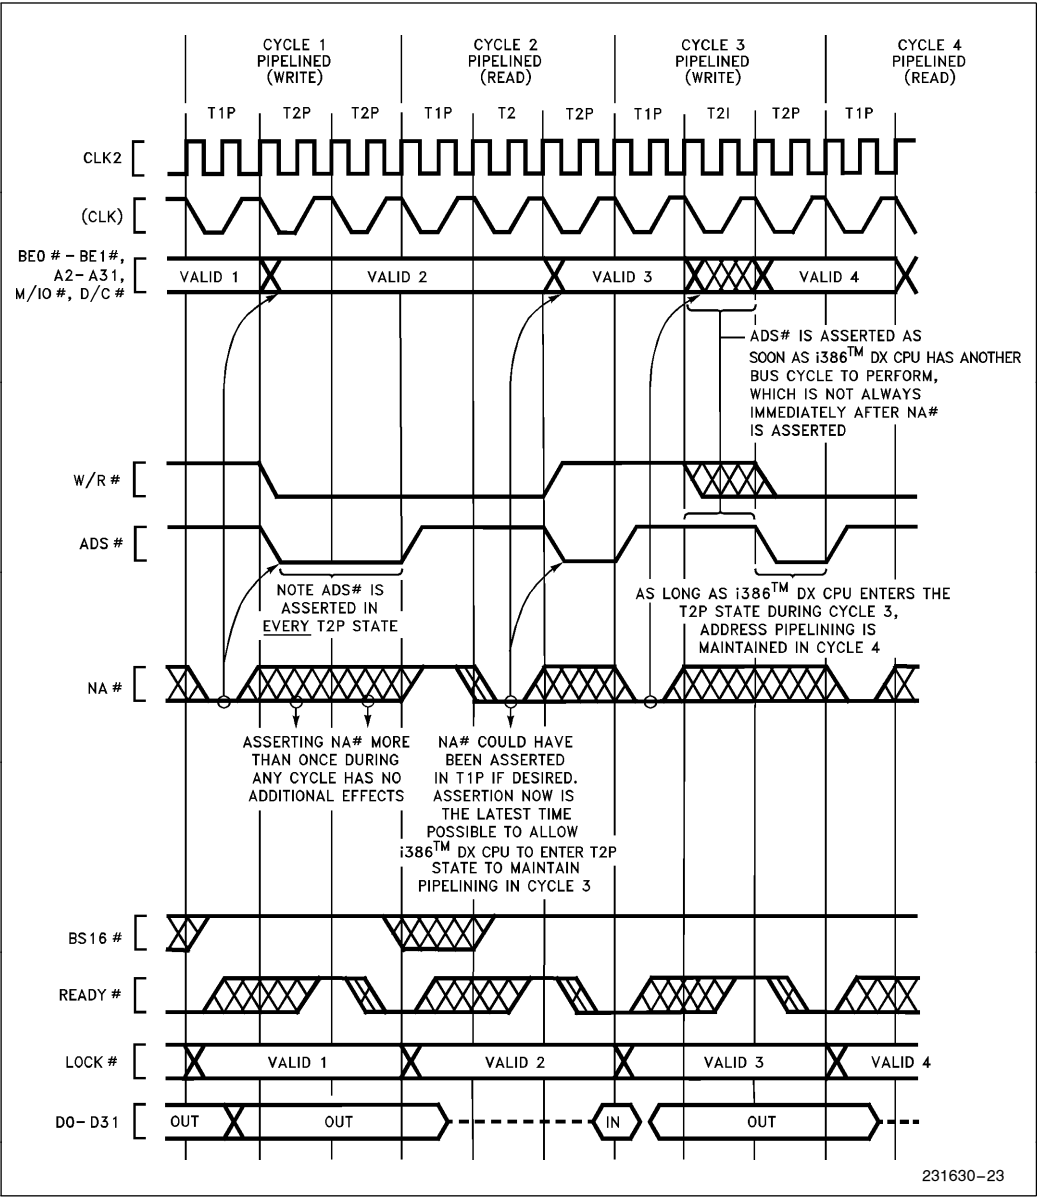 CYCLE 1
PIPELINED
(WRITE)
CYCLE 2
PIPELINED
(READ)
CYCLE 3
PIPELINED
(WRITE)
CYCLE 4
PIPELINED
(READ)
T1P T2P T2P T1P T2 T2P T1P T2I T2P T1P
CLK2
(CLK)
BE0 # - BE1#,
A2-A31,
M/IO #, D/C #
VALID 1 VALID 2 VALID 3 VALID 4
ADS# IS ASSERTED AS
SOON AS i386TM DX CPU HAS ANOTHER
BUS CYCLE TO PERFORM,
WHICH IS NOT ALWAYS
IMMEDIATELY AFTER NA#
IS ASSERTED
W/R #
ADS #
NOTE ADS# IS
ASSERTED IN
EVERY T2P STATE
AS LONG AS i386TM DX CPU ENTERS THE
T2P STATE DURING CYCLE 3,
ADDRESS PIPELINING IS
MAINTAINED IN CYCLE 4
NA #
ASSERTING NA# MORE
THAN ONCE DURING
ANY CYCLE HAS NO
ADDITIONAL EFFECTS
NA# COULD HAVE
BEEN ASSERTED
IN T1P IF DESIRED.
ASSERTION NOW IS
THE LATEST TIME
POSSIBLE TO ALLOW
i386TM DX CPU TO ENTER T2P
STATE TO MAINTAIN
PIPELINING IN CYCLE 3
BS16 #
READY #
LOCK #
VALID 1 VALID 2 VALID 3 VALID 4
D0-D31
OUT OUT IN OUT
231630-23